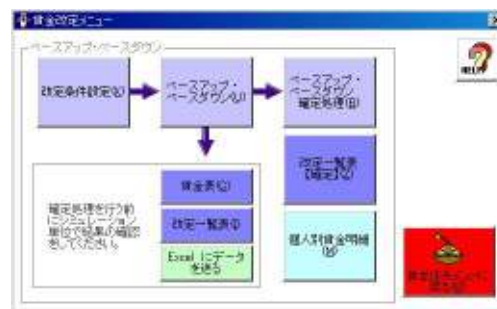 賃金改定メニュー
ベースアップ・ベースダウン
改定条件設定(S)
ベースアップ・
ベースダウン(U)
ベースアップ・
ベースダウン
確定処理(B)
HELP
確定処理を行う前
にシミュレーション
単位で結果の確認
をしてください。
賃金表(C)
改定一覧表(I)
Excel にデータ
を送る
改定一覧表
【確定】(Z)
個人別賃金明細
(M)